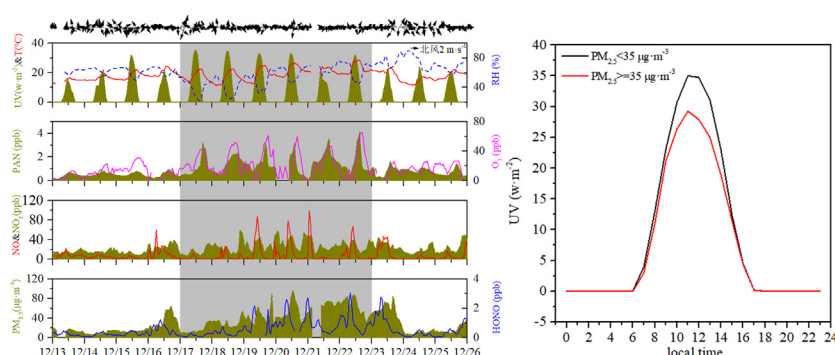 北风2 m·s⁻¹
UV(w·m⁻²)&T(℃)
40
20
0
RH (%)
80
40
0
PAN (ppb)
4
2
0
O₃ (ppb)
80
40
0
NO&NO₂(ppb)
120
80
40
0
PM₂.₅(μg·m⁻³)
120
80
40
0
HONO (ppb)
4
2
0
12/13 12/14 12/15 12/16 12/17 12/18 12/19 12/20 12/21 12/22 12/23 12/24 12/25 12/26
PM₂.₅<35 μg·m⁻³
PM₂.₅>=35 μg·m⁻³
UV (w·m⁻²)
40
35
30
25
20
15
10
5
0
-5
0 2 4 6 8 10 12 14 16 18 20 22 24
local time